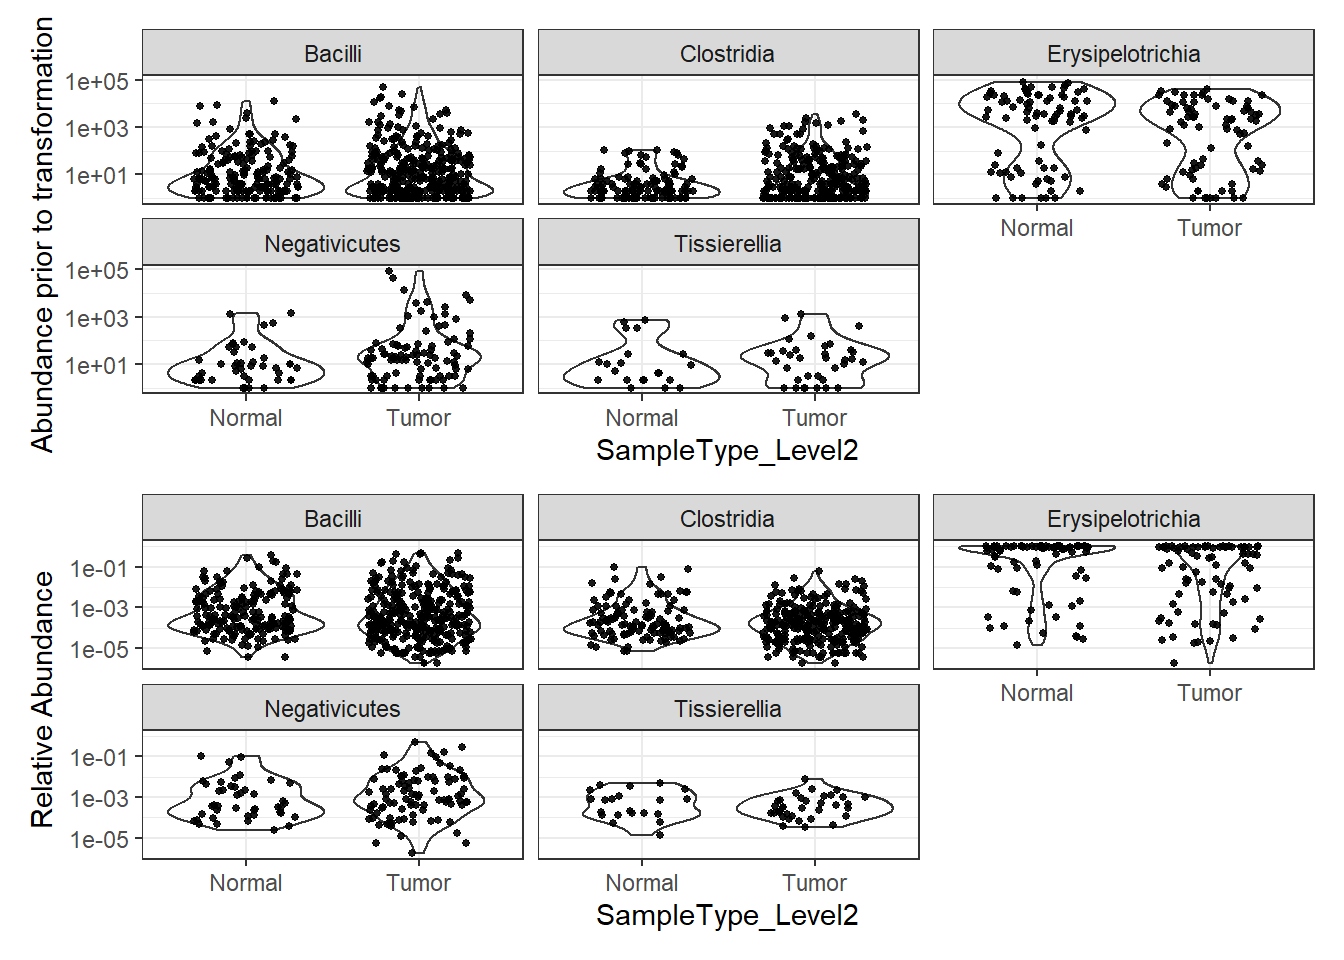 Abundance prior to transformation
Bacilli
Clostridia
Erysipelotrichia
1e+05
1e+03
1e+01
Normal
Tumor
Negativicutes
Tissierellia
1e+05
1e+03
1e+01
Normal
Tumor
Normal
Tumor
SampleType_Level2
Relative Abundance
Bacilli
Clostridia
Erysipelotrichia
1e-01
1e-03
1e-05
Normal
Tumor
Negativicutes
Tissierellia
1e-01
1e-03
1e-05
Normal
Tumor
Normal
Tumor
SampleType_Level2